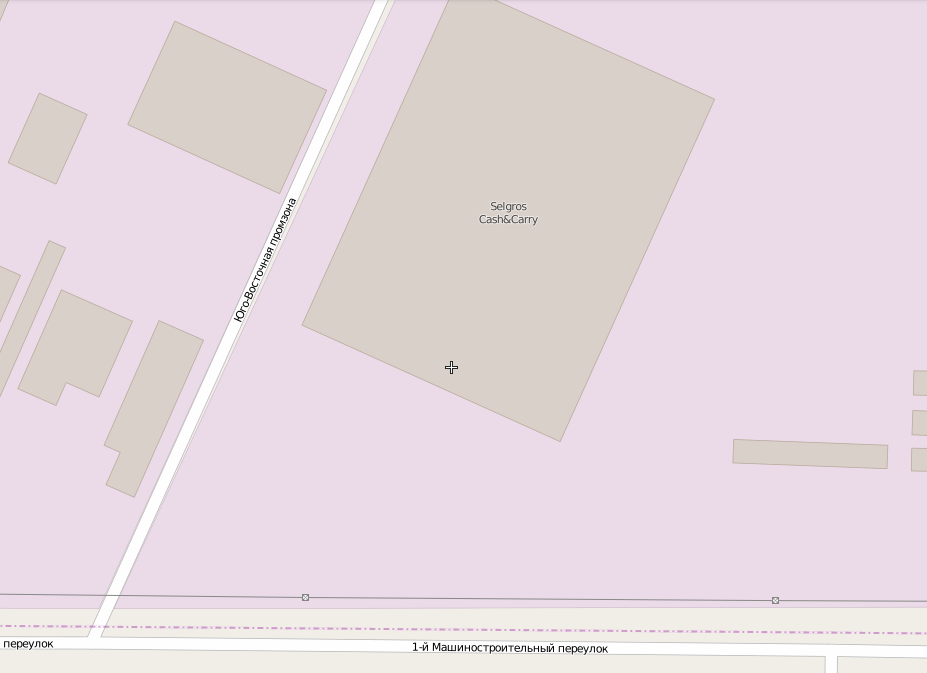 Selgros
Cash&Carry
Юго-Восточная промзона
переулок
1-й Машиностроительный переулок